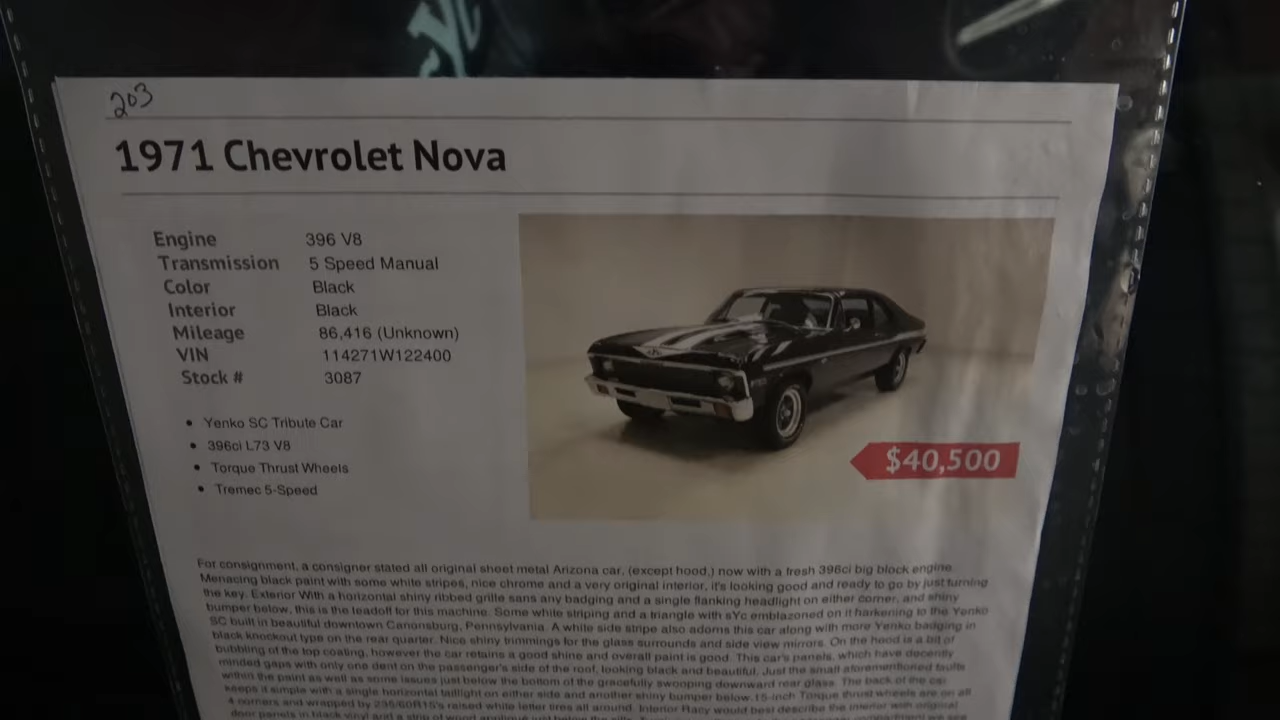 sYc
203
1971 Chevrolet Nova
Engine 396 V8
Transmission 5 Speed Manual
Color Black
Interior Black
Mileage 86,416 (Unknown)
VIN 114271W122400
Stock # 3087
• Yenko SC Tribute Car
• 396ci L73 V8
• Torque Thrust Wheels
• Tremec 5-Speed
$40,500
For consignment, a consigner stated all original sheet metal Arizona car, (except hood,) now with a fresh 396ci big block engine.
Menacing black paint with some white stripes, nice chrome and a very original interior, it's looking good and ready to go by just turning
the key. Exterior With a horizontal shiny ribbed grille sans any badging and a single flanking headlight on either corner, and shiny
bumper below, this is the leadoff for this machine. Some white striping and a triangle with sYc emblazoned on it harkening to the Yenko
SC built in beautiful downtown Canonsburg, Pennsylvania. A white side stripe also adorns this car along with more Yenko badging in
black knockout type on the rear quarter. Nice shiny trimmings for the glass surrounds and side view mirrors. On the hood is a bit of
bubbling of the top coating, however the car retains a good shine and overall paint is good. This car's panels, which have decently
minded gaps with only one dent on the passenger's side of the roof, looking black and beautiful. Just the small aforementioned faults
within the paint as well as some issues just below the bottom of the gracefully swooping downward rear glass. The back of the car
keeps it simple with a single horizontal taillight on either side and another shiny bumper below. 15-inch Torque thrust wheels are on all
4 corners and wrapped by 235/60R15's raised white letter tires all around. Interior Racy would best describe the interior with original
door panels in black vinyl and a strip of wood applique just below the